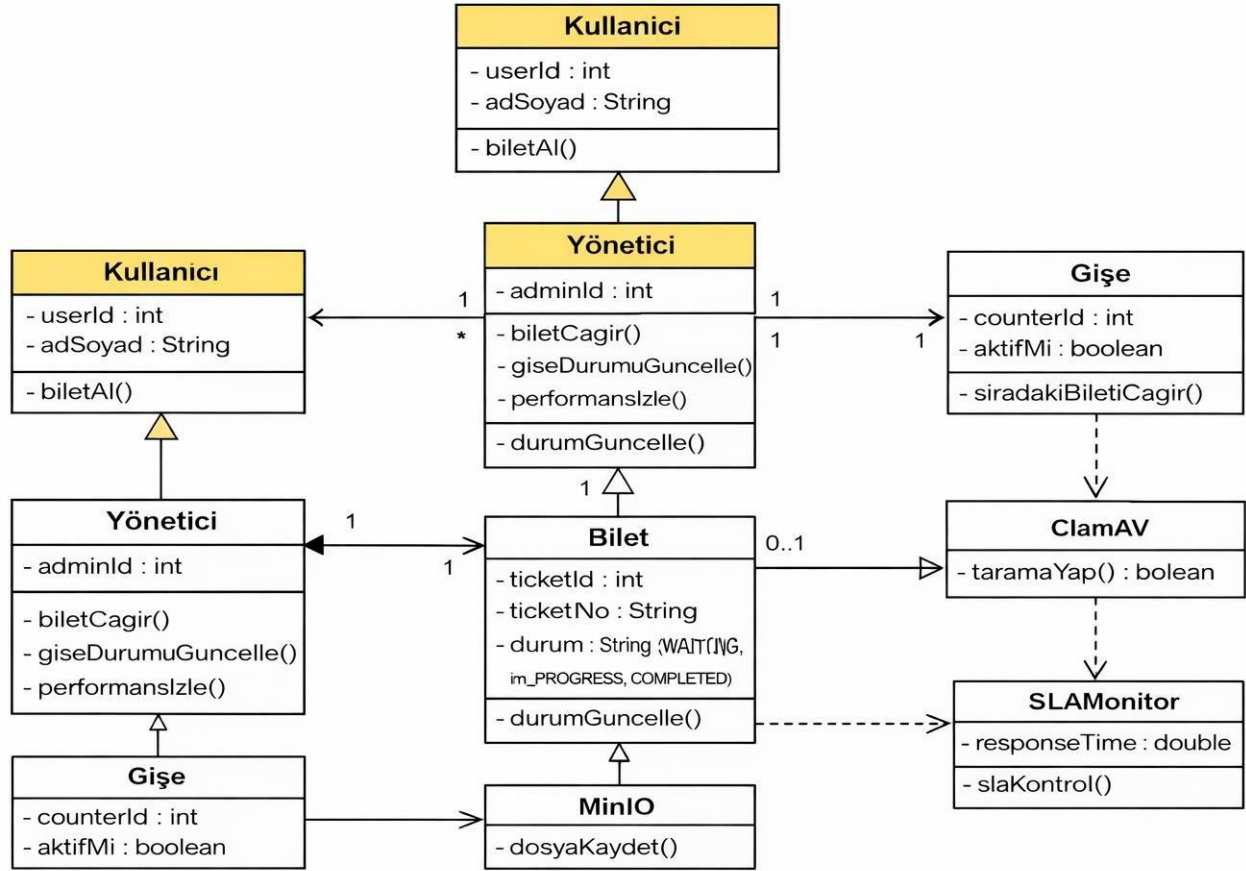 Kullanici
- userId : int
- adSoyad : String
- biletAl()
Kullanicı
- userId : int
- adSoyad : String
- biletAl()
Yönetici
- adminId : int
- biletCagir()
- giseDurumuGuncelle()
- performansIzle()
- durumGuncelle()
1
*
1
1
1
Gişe
- counterId : int
- aktifMi : boolean
- siradakiBiletiCagir()
1
Yönetici
- adminId : int
- biletCagir()
- giseDurumuGuncelle()
- performansIzle()
1
1
Bilet
- ticketId : int
- ticketNo : String
- durum : String
im_PROGRESS, COMPLETED)
- durumGuncelle()
0..1
ClamAV
- taramaYap() : bolean
SLAMonitor
- responseTime : double
- slaKontrol()
Gişe
- counterId : int
- aktifMi : boolean
MinIO
- dosyaKaydet()